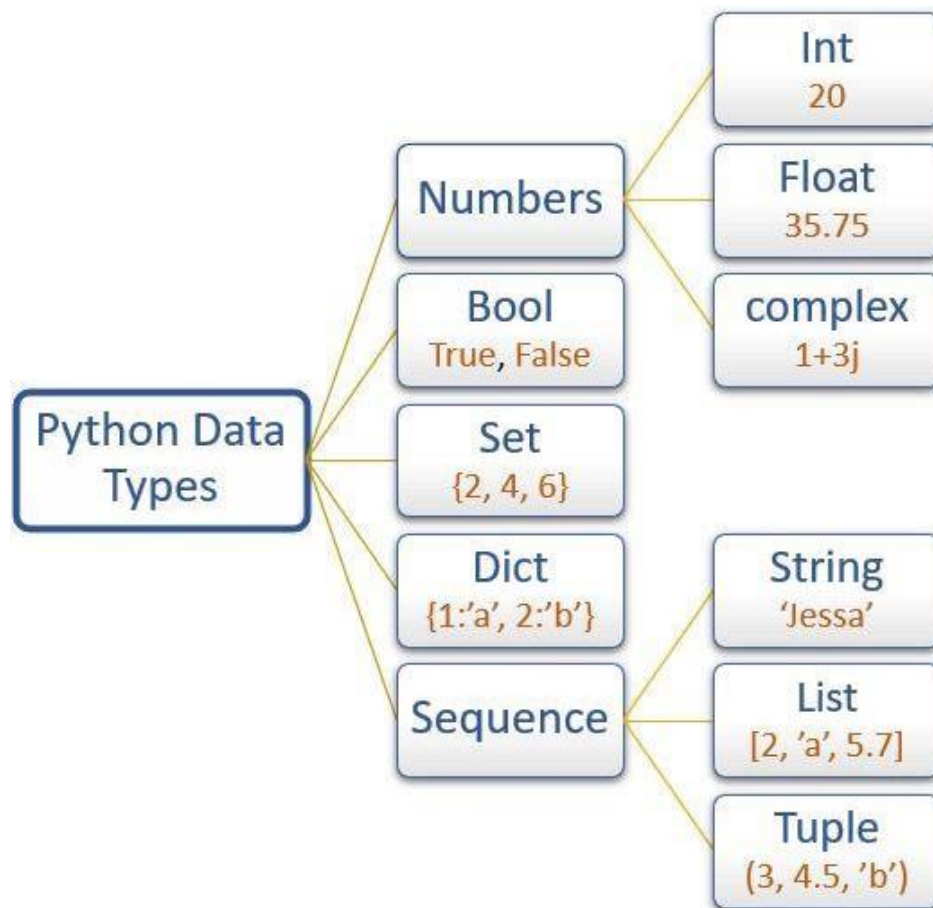 Python Data
Types
Numbers
Int
20
Float
35.75
complex
1+3j
Bool
True, False
Set
{2, 4, 6}
Dict
{1:’a’, 2:’b’}
Sequence
String
‘Jessa’
List
[2, ’a’, 5.7]
Tuple
(3, 4.5, ’b’)